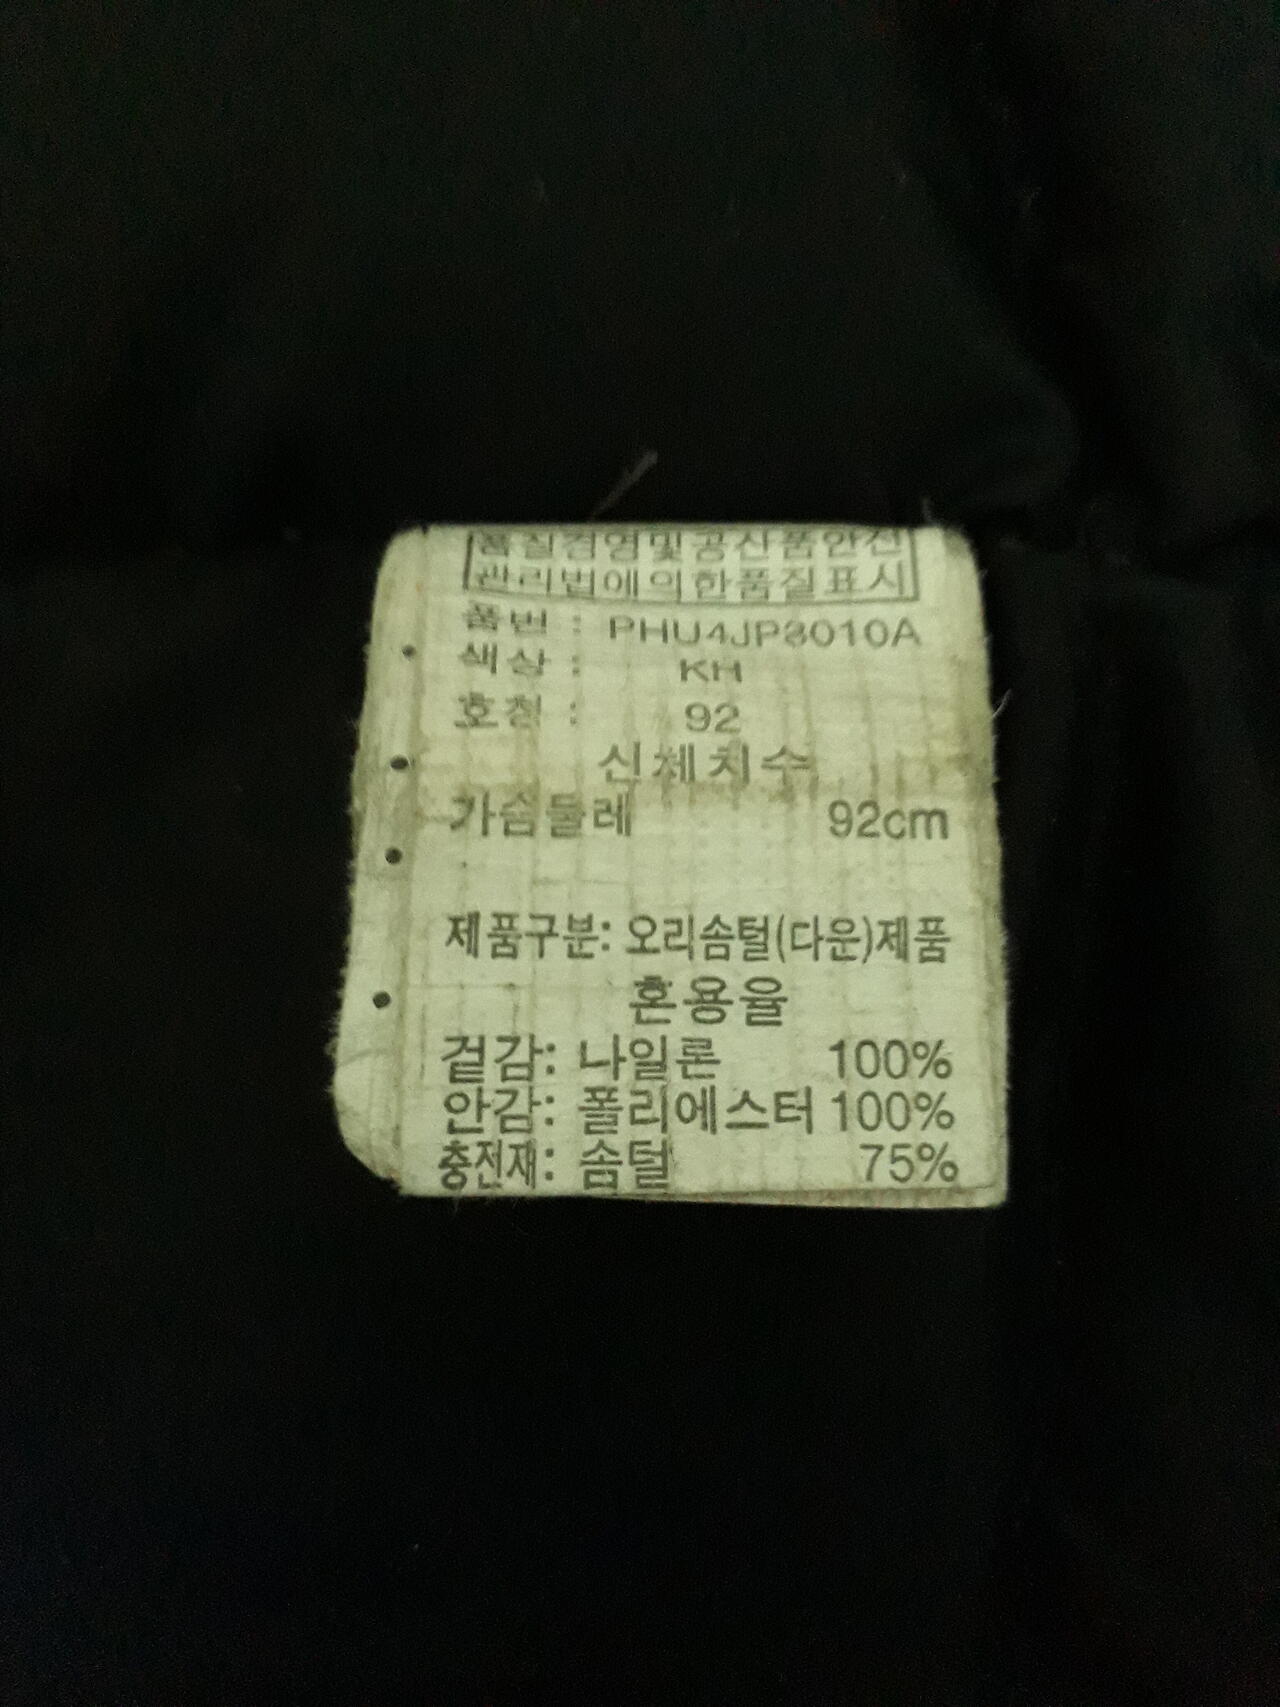 품질경영및공산품안전
관리법에의한품질표시
품번 : PHU4JP3010A
색상 : KH
호칭 : 92
신체치수
가슴둘레 92cm
제품구분: 오리솜털(다운)제품
혼용율
겉감: 나일론 100%
안감: 폴리에스터 100%
충전재: 솜털 75%